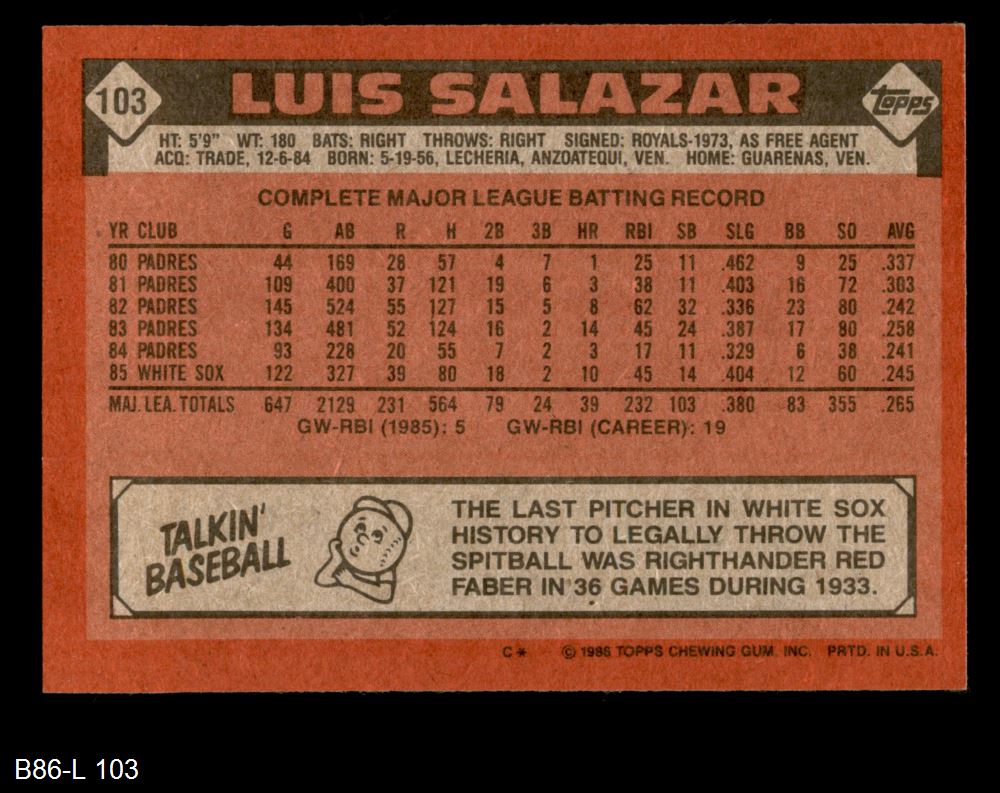 103 LUIS SALAZAR topps
HT: 5'9" WT: 180 BATS: RIGHT THROWS: RIGHT SIGNED: ROYALS-1973, AS FREE AGENT
ACQ: TRADE, 12-6-84 BORN: 5-19-56, LECHERIA, ANZOATEQUI, VEN. HOME: GUARENAS, VEN.
COMPLETE MAJOR LEAGUE BATTING RECORD
YR CLUB G AB R H 2B 3B HR RBI SB SLG BB SO AVG
80 PADRES 44 169 28 57 4 7 1 25 11 .462 9 25 .337
81 PADRES 109 400 37 121 19 6 3 38 11 .403 16 72 .303
82 PADRES 145 524 55 127 15 5 8 62 32 .336 23 80 .242
83 PADRES 134 481 52 124 16 2 14 45 24 .387 17 80 .258
84 PADRES 93 228 20 55 7 2 3 17 11 .329 6 38 .241
85 WHITE SOX 122 327 39 80 18 2 10 45 14 .404 12 60 .245
MAJ. LEA. TOTALS 647 2129 231 564 79 24 39 232 103 .380 83 355 .265
GW-RBI (1985): 5 GW-RBI (CAREER): 19
TALKIN'
BASEBALL
THE LAST PITCHER IN WHITE SOX
HISTORY TO LEGALLY THROW THE
SPITBALL WAS RIGHTHANDER RED
FABER IN 36 GAMES DURING 1933.
C* © 1986 TOPPS CHEWING GUM, INC. PRTD. IN U.S.A.
B86-L 103